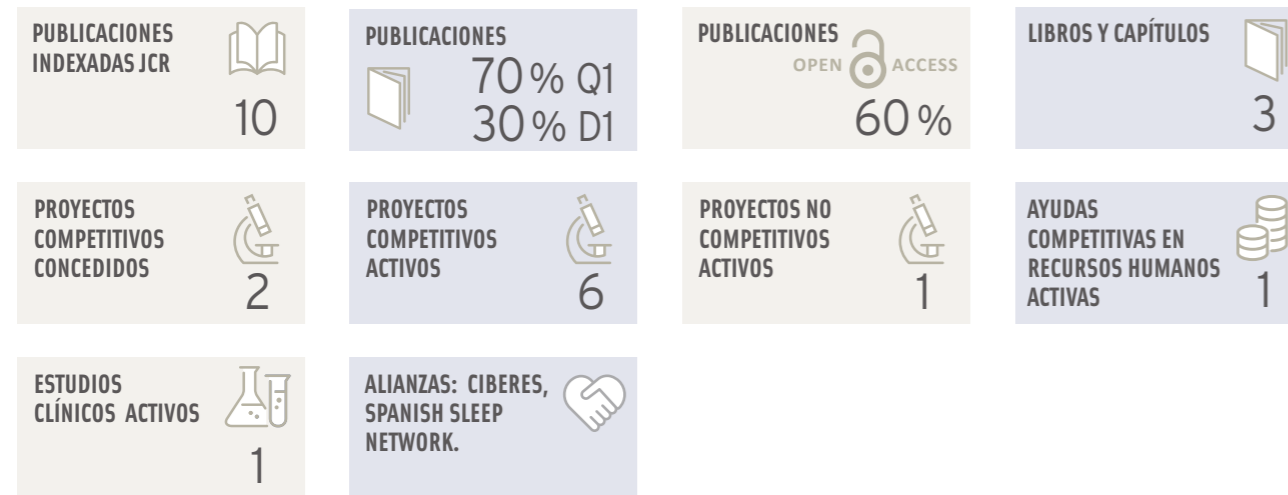 PUBLICACIONES
INDEXADAS JCR
10
PUBLICACIONES
70% Q1
30% D1
PUBLICACIONES
OPEN ACCESS
60%
LIBROS Y CAPÍTULOS
3
PROYECTOS
COMPETITIVOS
CONCEDIDOS
2
PROYECTOS
COMPETITIVOS
ACTIVOS
6
PROYECTOS NO
COMPETITIVOS
ACTIVOS
1
AYUDAS
COMPETITIVAS EN
RECURSOS HUMANOS
ACTIVAS
1
ESTUDIOS
CLÍNICOS ACTIVOS
1
ALIANZAS: CIBERES,
SPANISH SLEEP
NETWORK.